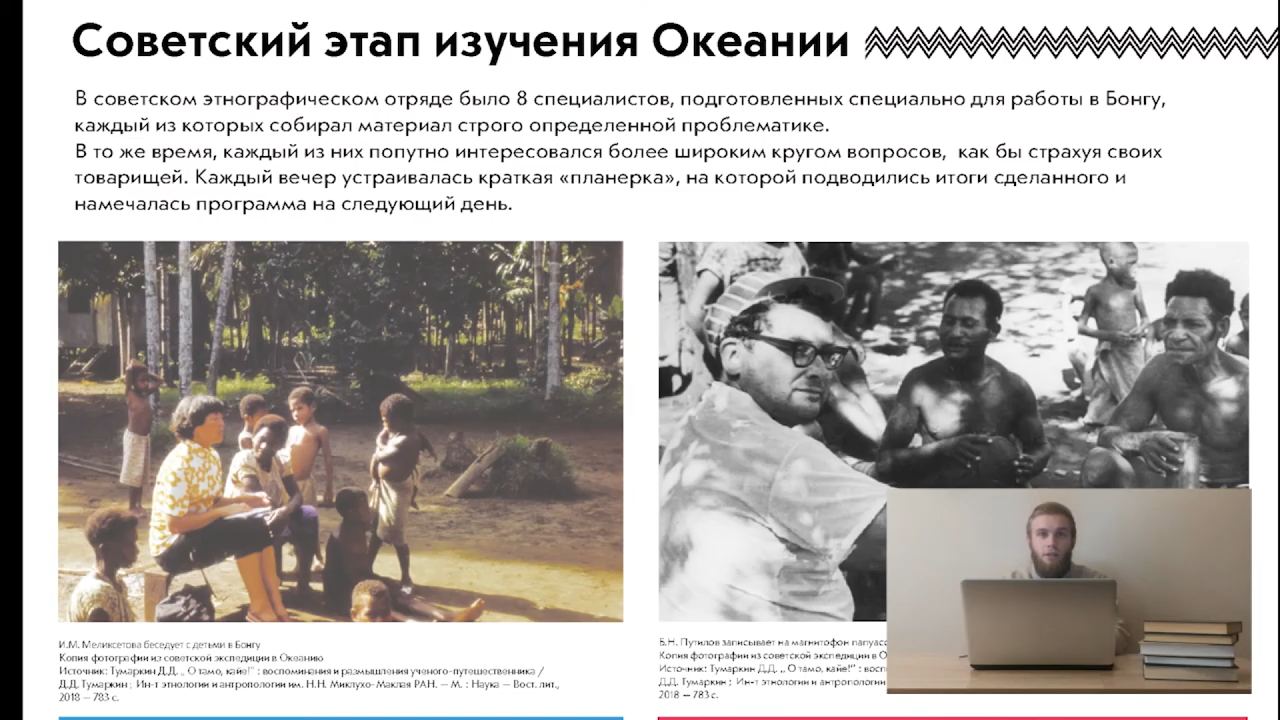 Советский этап изучения Океании
В советском этнографическом отряде было 8 специалистов, подготовленных специально для работы в Бонгу,
каждый из которых собирал материал строго определенной проблематике.
В то же время, каждый из них попутно интересовался более широким кругом вопросов, как бы страхуя своих
товарищей. Каждый вечер устраивалась краткая «планерка», на которой подводились итоги сделанного и
намечалась программа на следующий день.
И.М. Меликсетова беседует с детьми в Бонгу
Копия фотографии из советской экспедиции в Океанию
Источник: Тумаркин Д.Д. „ О тамо, кайе!" : воспоминания и размышления ученого-путешественника /
Д.Д. Тумаркин ; Ин-т этнологии и антропологии им. Н.Н. Миклухо-Маклая РАН. — М. : Наука — Вост. лит.,
2018 — 783 с.
Б.Н. Путилов записывает на магнитофон папуас
Копия фотографии из советской экспедиции в О
Источник: Тумаркин Д.Д. „ О тамо, кайе!" : восп
Д.Д. Тумаркин ; Ин-т этнологии и антропологии
2018 — 783 с.